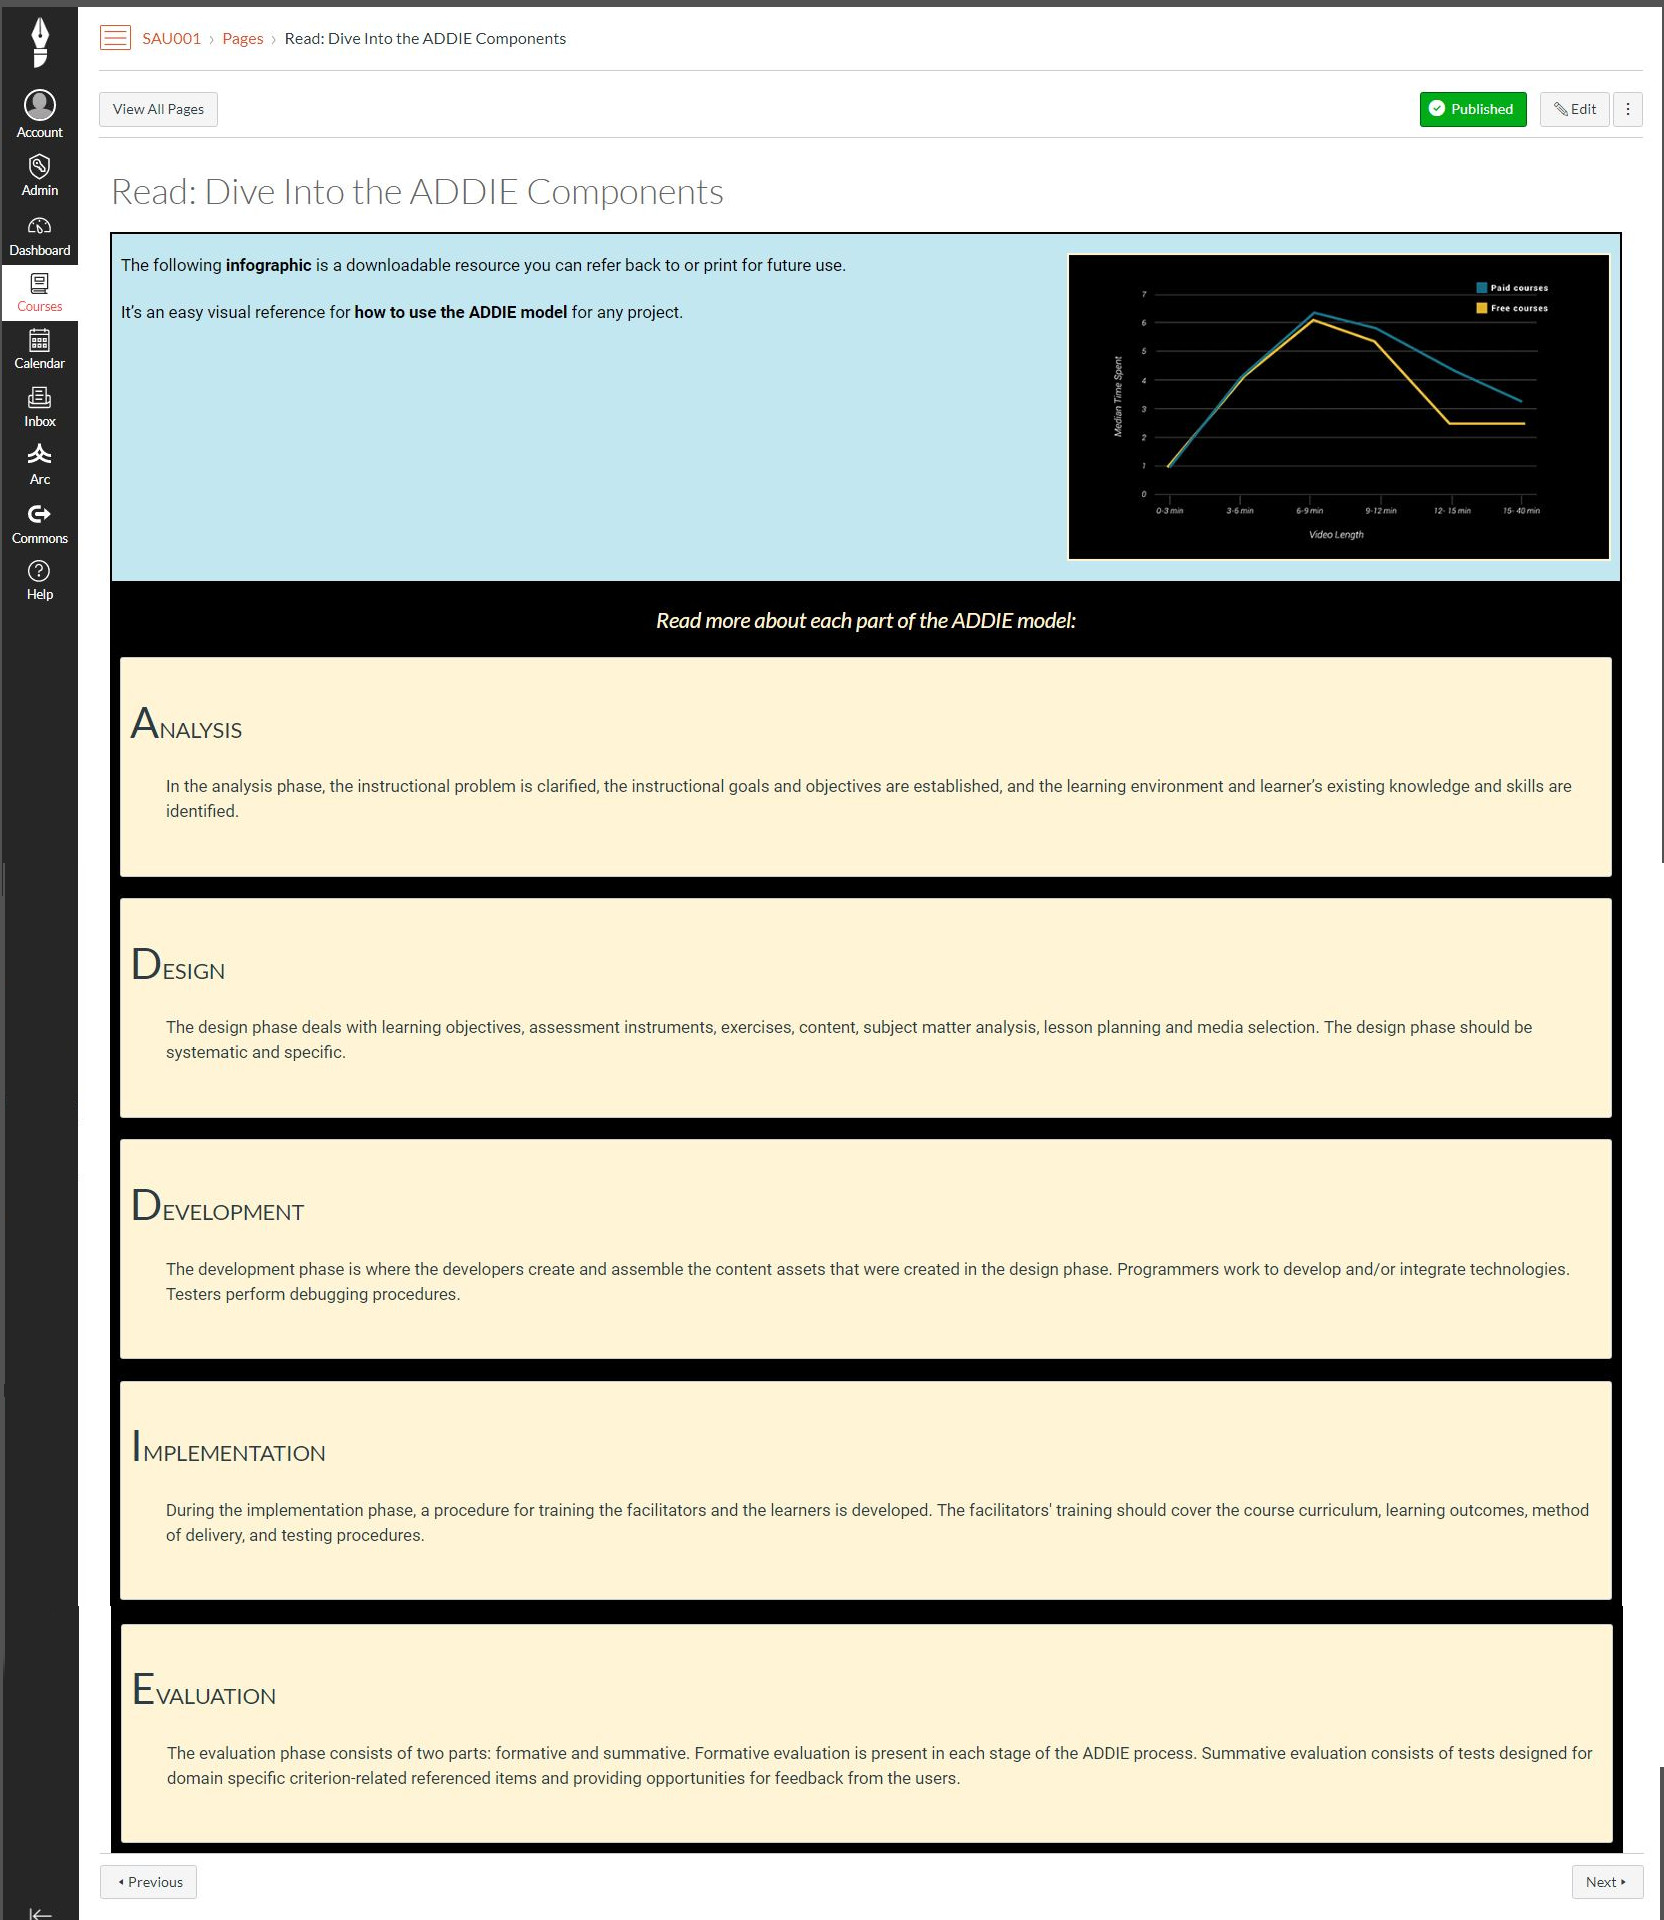 SAU001 › Pages › Read: Dive Into the ADDIE Components
Account
Admin
Dashboard
Courses
Calendar
Inbox
Arc
Commons
Help
View All Pages
Published
Edit
Read: Dive Into the ADDIE Components
The following infographic is a downloadable resource you can refer back to or print for future use.
It's an easy visual reference for how to use the ADDIE model for any project.
Paid courses
Free courses
Median Time Spent
7
6
5
4
3
2
1
0
0-3 min 3-6 min 6-9 min 9-12 min 12- 15 min 15- 40 min
Video Length
Read more about each part of the ADDIE model:
ANALYSIS
In the analysis phase, the instructional problem is clarified, the instructional goals and objectives are established, and the learning environment and learner's existing knowledge and skills are
identified.
DESIGN
The design phase deals with learning objectives, assessment instruments, exercises, content, subject matter analysis, lesson planning and media selection. The design phase should be
systematic and specific.
DEVELOPMENT
The development phase is where the developers create and assemble the content assets that were created in the design phase. Programmers work to develop and/or integrate technologies.
Testers perform debugging procedures.
IMPLEMENTATION
During the implementation phase, a procedure for training the facilitators and the learners is developed. The facilitators' training should cover the course curriculum, learning outcomes, method
of delivery, and testing procedures.
EVALUATION
The evaluation phase consists of two parts: formative and summative. Formative evaluation is present in each stage of the ADDIE process. Summative evaluation consists of tests designed for
domain specific criterion-related referenced items and providing opportunities for feedback from the users.
Previous
Next